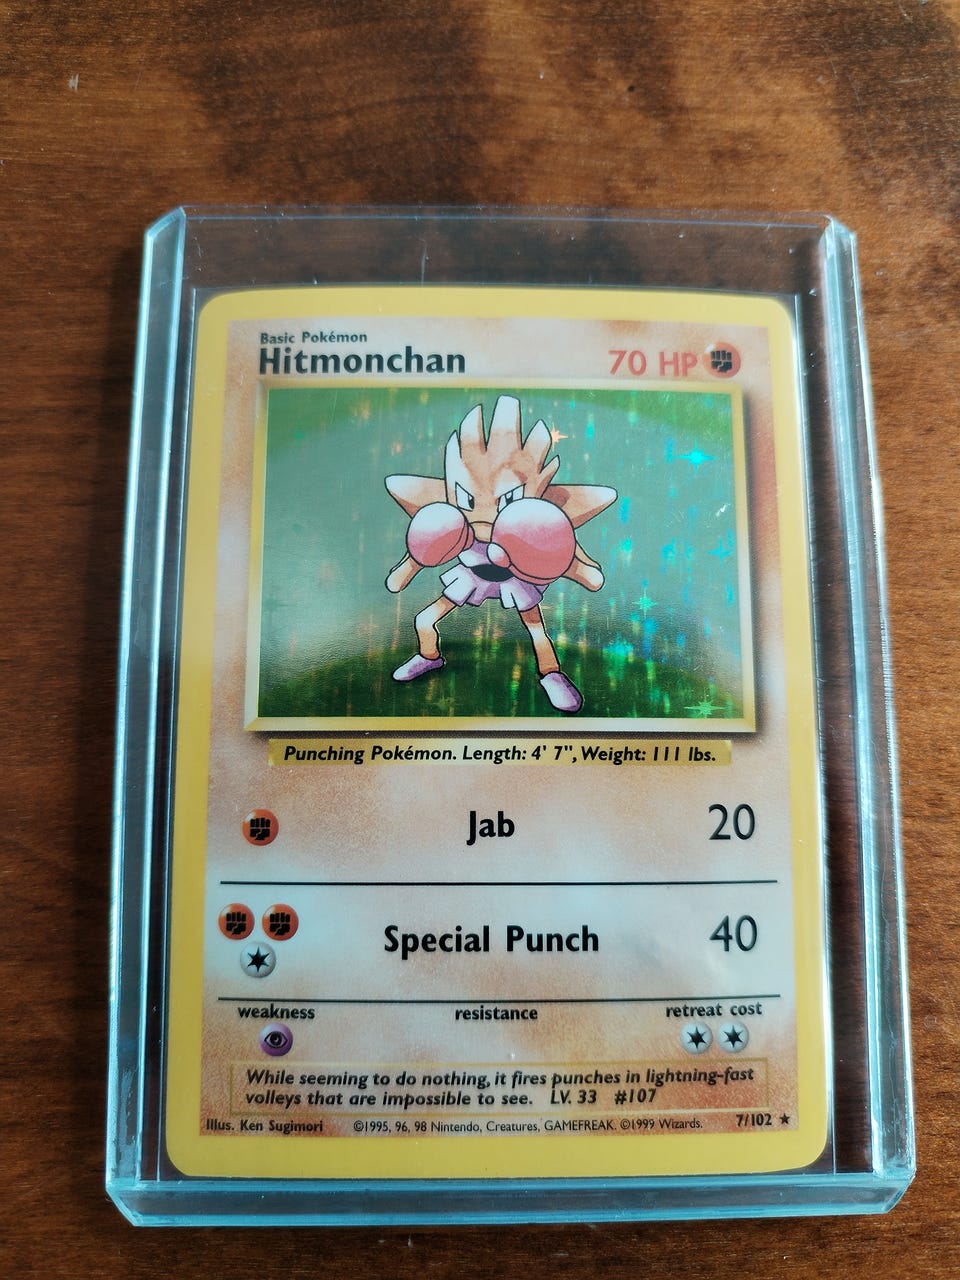 Basic Pokémon
Hitmonchan 70 HP
Punching Pokémon. Length: 4' 7", Weight: 111 lbs.
Jab 20
Special Punch 40
weakness resistance retreat cost
While seeming to do nothing, it fires punches in lightning-fast
volleys that are impossible to see. LV. 33 #107
Illus. Ken Sugimori ©1995, 96, 98 Nintendo, Creatures, GAMEFREAK. ©1999 Wizards. 7/102 ★